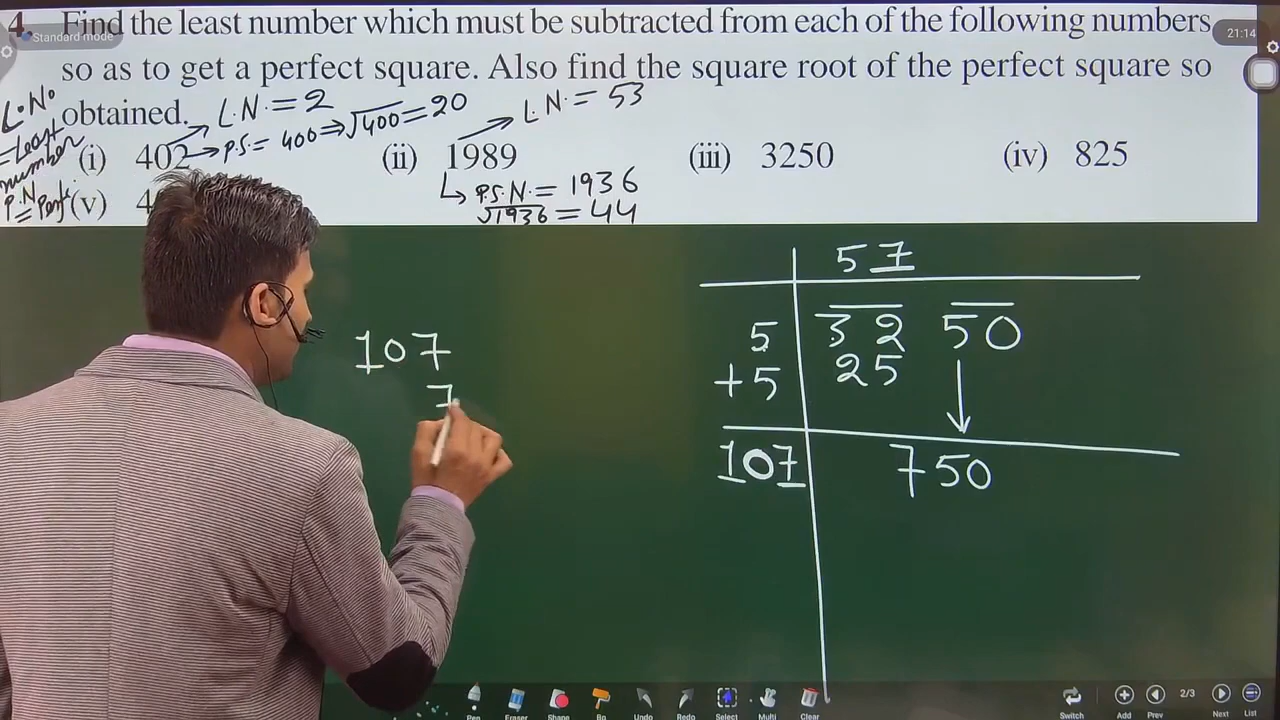 4. Find the least number which must be subtracted from each of the following numbers
Standard mode
21:14
so as to get a perfect square. Also find the square root of the perfect square so
obtained.
L.No
=Least
number
P.N
= Perf
L.N. = 2
(i) 402 → P.S. = 400 ⇒ √400 = 20
L.N. = 53
(ii) 1989
↳ P.S.N. = 1936
√1936 = 44
(iii) 3250
(iv) 825
(v) 4
107
7
57
5 32 50
+5 25
107 750
Pen Eraser Shape Bg Undo Redo Select Multi Clear
Switch Add Prev 2/3 Next List